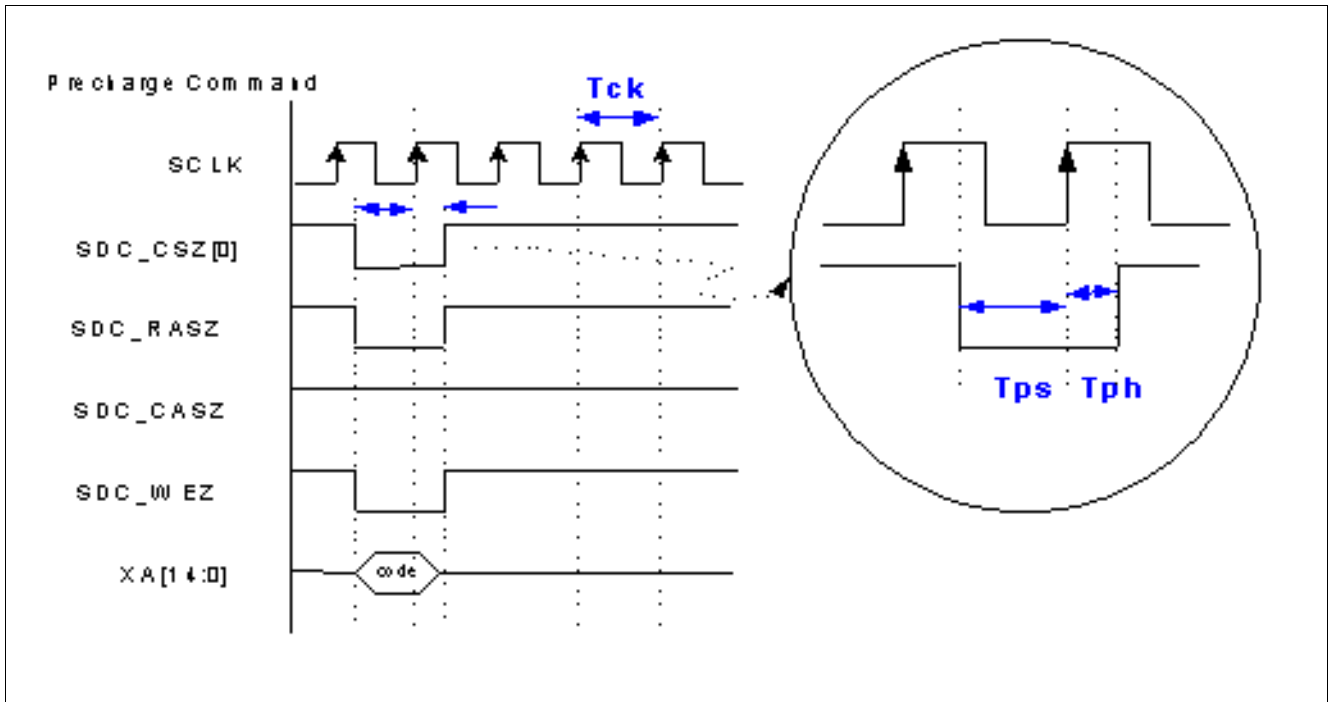 Precharge Command
Tck
SCLK
SDC_CSZ[0]
SDC_RASZ
Tps Tph
SDC_CASZ
SDC_WEZ
XA[14:0]
code